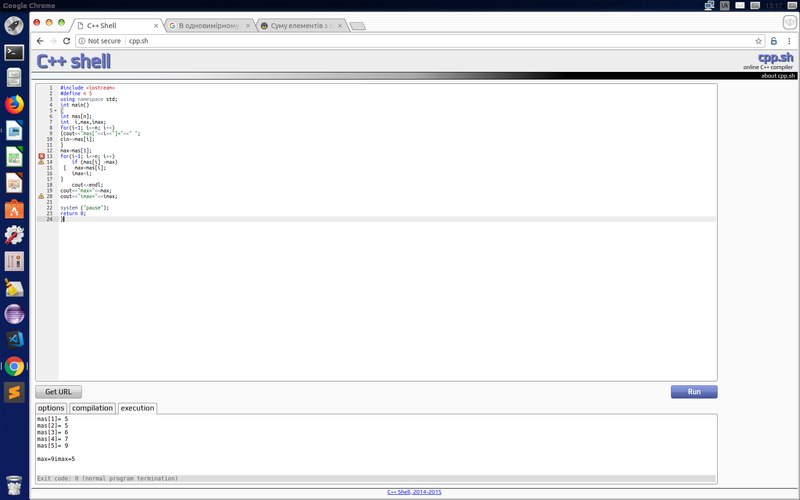 Google Chrome
13:17
C++ Shell
В одновимірному
Суму елементів з п
Not secure
cpp.sh
C++ shell
cpp.sh
online C++ compiler
about cpp.sh
1 #include <iostream>
2 #define n 5
3 using namespace std;
4 int main()
5 {
6 int mas[n];
7 int i,max,imax;
8 for(i=1; i<=n; i++)
9 {cout<<"mas["<<i<<"]="<<" ";
10 cin>>mas[i];
11 }
12 max=mas[1];
13 for(i=1; i<=n; i++)
14 if (mas[i] >max)
15 { max=mas[i];
16 imax=i;
17 }
18 cout<<endl;
19 cout<<"max="<<max;
20 cout<<"imax="<<imax;
21
22 system ("pause");
23 return 0;
24 }
Get URL
Run
options compilation execution
mas[1]= 5
mas[2]= 5
mas[3]= 6
mas[4]= 7
mas[5]= 9
max=9imax=5
Exit code: 0 (normal program termination)
C++ Shell, 2014-2015